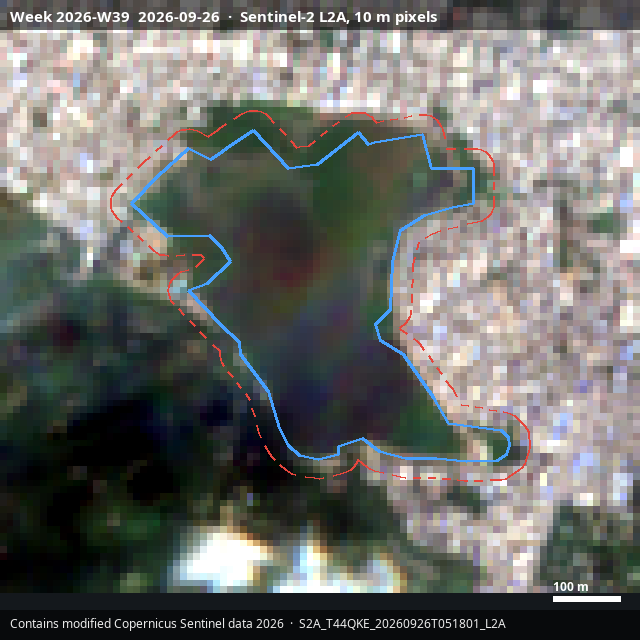 Week 2026-W39  2026-09-26  ·  Sentinel-2 L2A, 10 m pixels
100 m
Contains modified Copernicus Sentinel data 2026  ·  S2A_T44QKE_20260926T051801_L2A